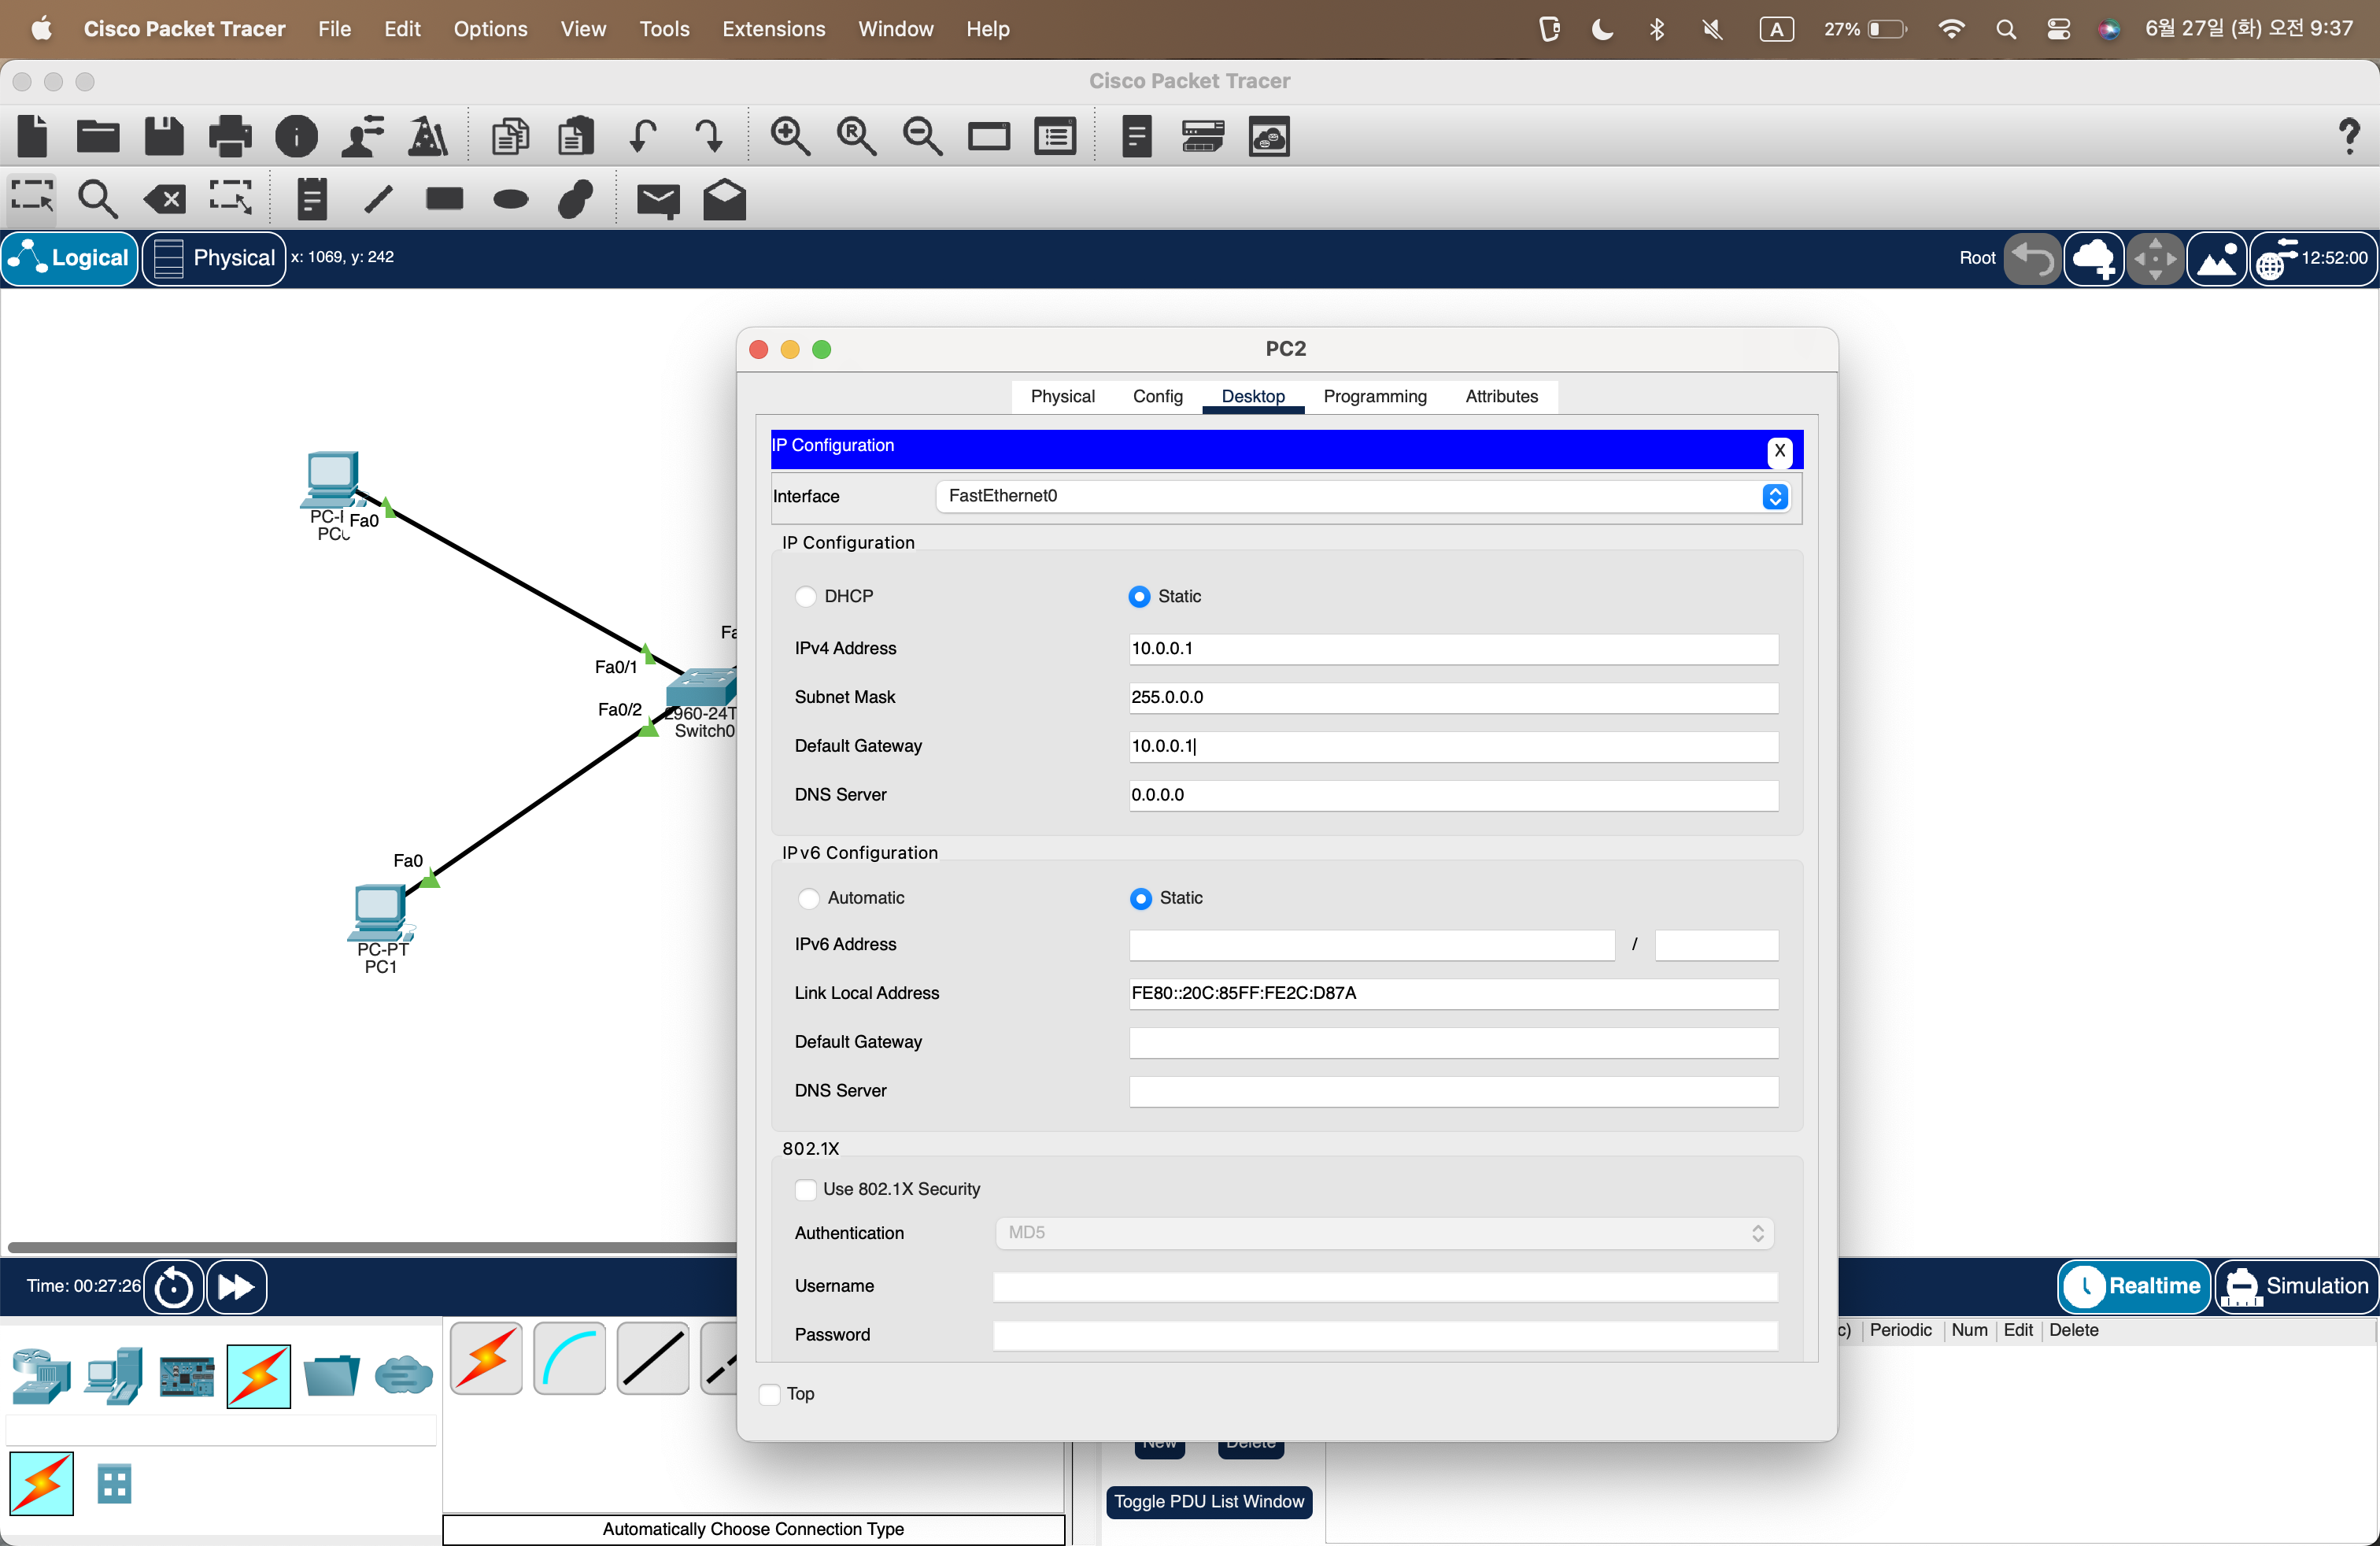 Cisco Packet Tracer File Edit Options View Tools Extensions Window Help A 27% 6월 27일 (화) 오전 9:37
Cisco Packet Tracer
Logical Physical x: 1069, y: 242 Root 12:52:00
PC2
Physical Config Desktop Programming Attributes
IP Configuration X
Interface FastEthernet0
IP Configuration
DHCP Static
IPv4 Address 10.0.0.1
Subnet Mask 255.0.0.0
Default Gateway 10.0.0.1
DNS Server 0.0.0.0
IPv6 Configuration
Automatic Static
IPv6 Address /
Link Local Address FE80::20C:85FF:FE2C:D87A
Default Gateway
DNS Server
802.1X
Use 802.1X Security
Authentication MD5
Username
Password
Top
Fa0
Fa0/1
Fa0/2
Switch0
Fa0
PC-PT
PC1
Time: 00:27:26 Realtime Simulation
Periodic Num Edit Delete
New Delete
Toggle PDU List Window
Automatically Choose Connection Type